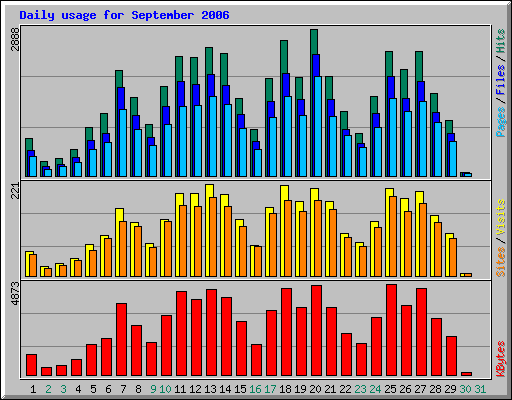 Daily usage for September 2006
2888
221
4873
Pages / Files / Hits
Sites / Visits
KBytes
1 2 3 4 5 6 7 8 9 10 11 12 13 14 15 16 17 18 19 20 21 22 23 24 25 26 27 28 29 30 31